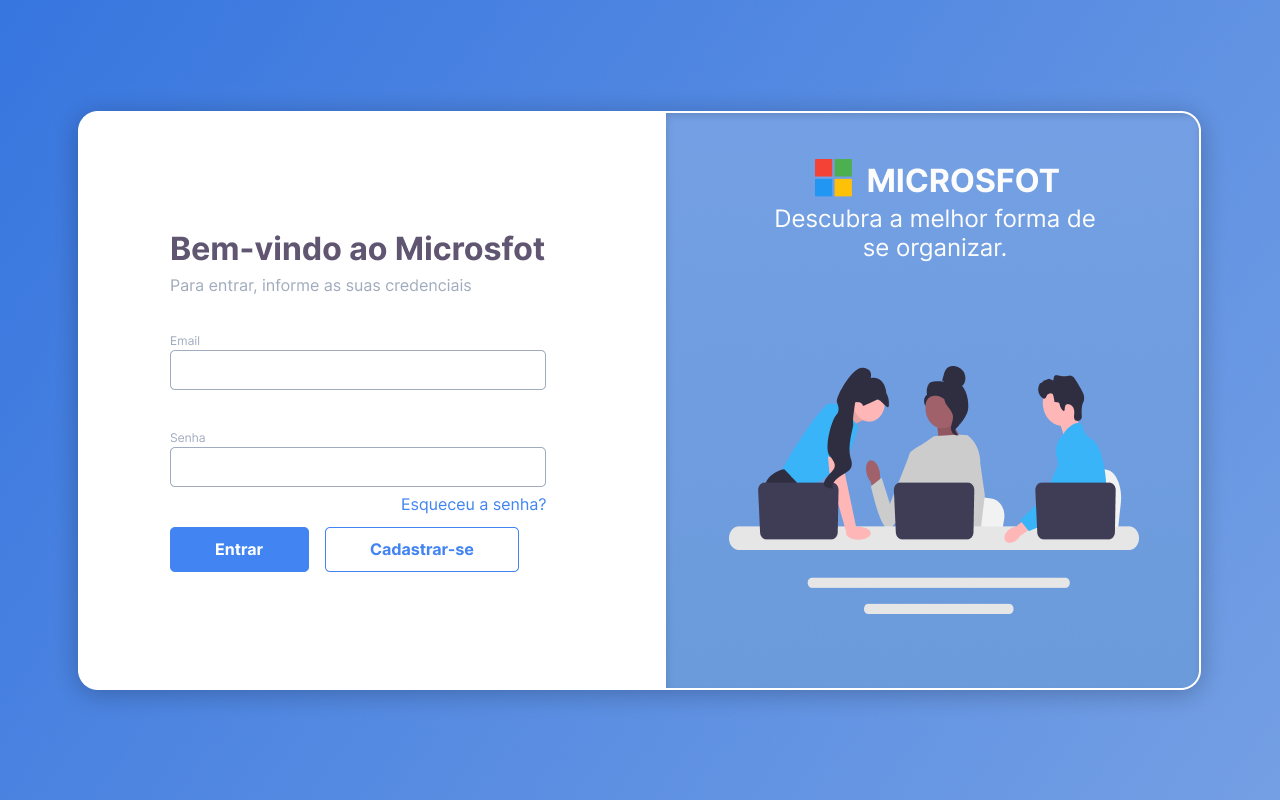 Bem-vindo ao Microsfot
Para entrar, informe as suas credenciais
Email
Senha
Esqueceu a senha?
Entrar
Cadastrar-se
MICROSFOT
Descubra a melhor forma de
se organizar.